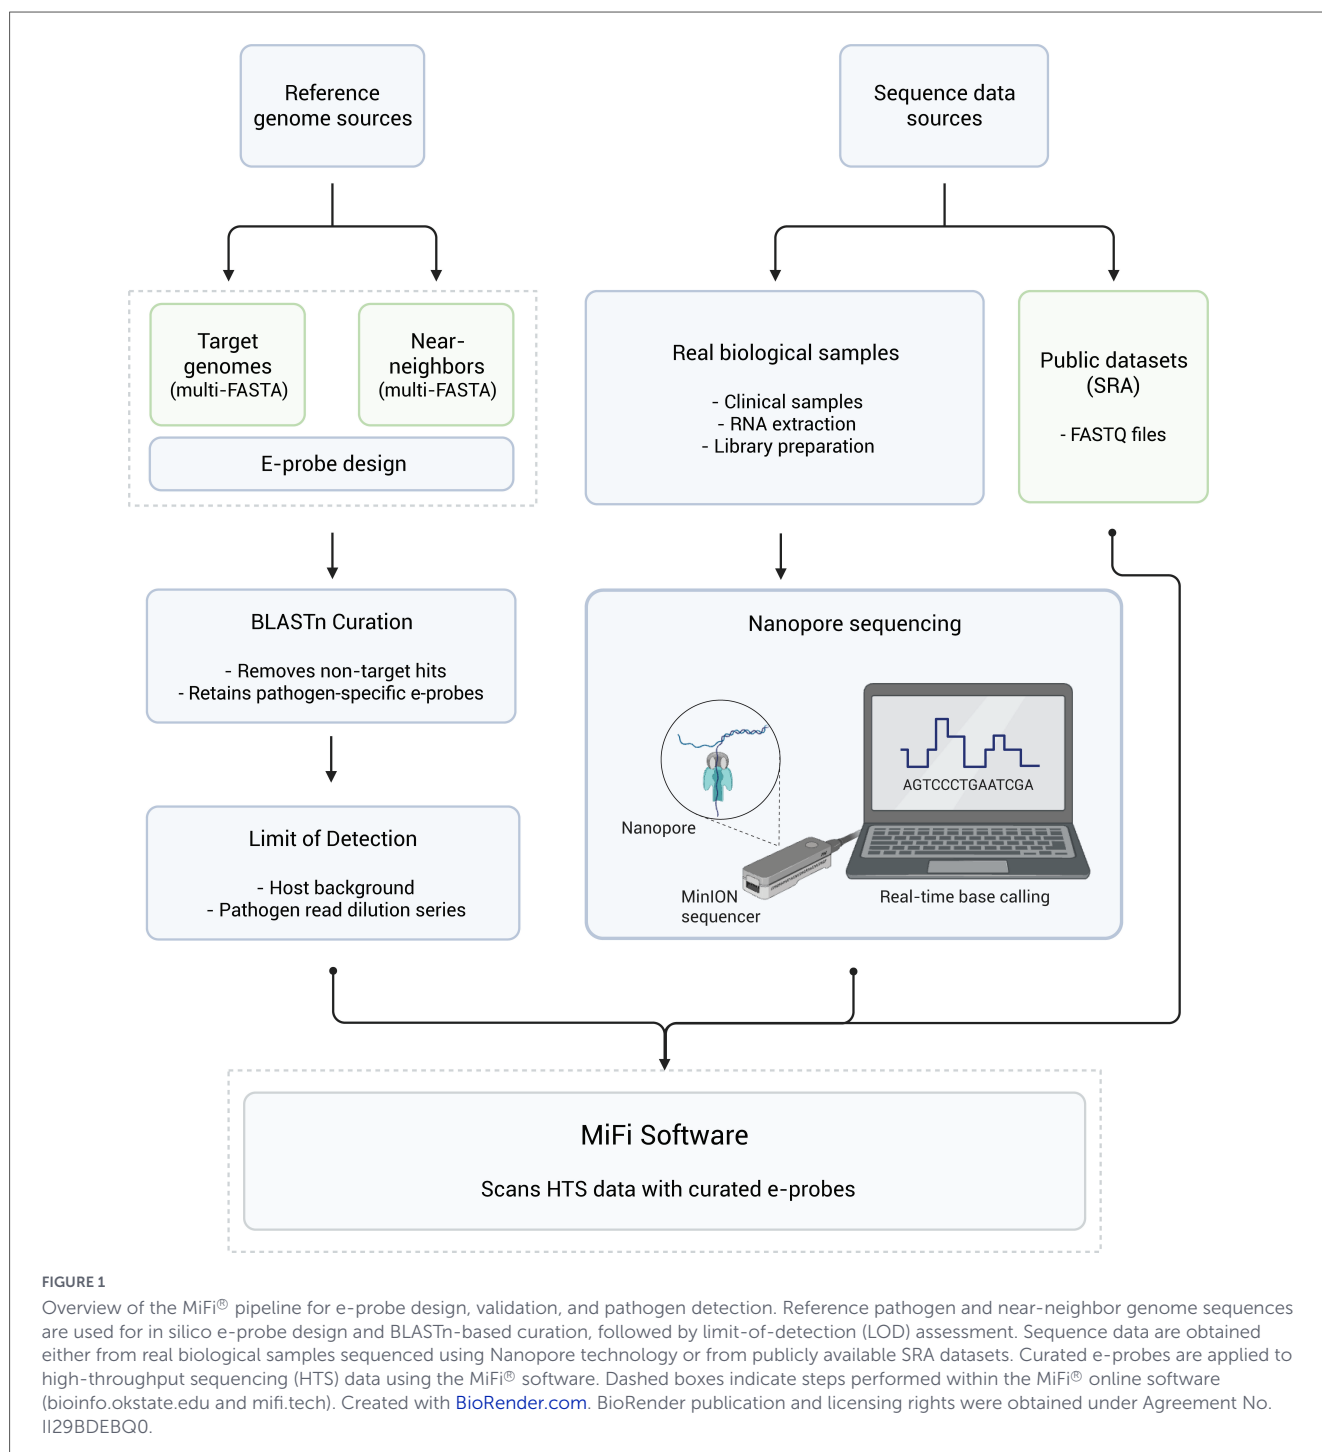 Reference
genome sources
Sequence data
sources
Target
genomes
(multi-FASTA)
Near-
neighbors
(multi-FASTA)
E-probe design
Real biological samples
- Clinical samples
- RNA extraction
- Library preparation
Public datasets
(SRA)
- FASTQ files
BLASTn Curation
- Removes non-target hits
- Retains pathogen-specific e-probes
Nanopore sequencing
AGTCCCTGAATCGA
Nanopore
MinION
sequencer
Real-time base calling
Limit of Detection
- Host background
- Pathogen read dilution series
MiFi Software
Scans HTS data with curated e-probes
FIGURE 1
Overview of the MiFi® pipeline for e-probe design, validation, and pathogen detection. Reference pathogen and near-neighbor genome sequences
are used for in silico e-probe design and BLASTn-based curation, followed by limit-of-detection (LOD) assessment. Sequence data are obtained
either from real biological samples sequenced using Nanopore technology or from publicly available SRA datasets. Curated e-probes are applied to
high-throughput sequencing (HTS) data using the MiFi® software. Dashed boxes indicate steps performed within the MiFi® online software
(bioinfo.okstate.edu and mifi.tech). Created with BioRender.com. BioRender publication and licensing rights were obtained under Agreement No.
II29BDEBQ0.